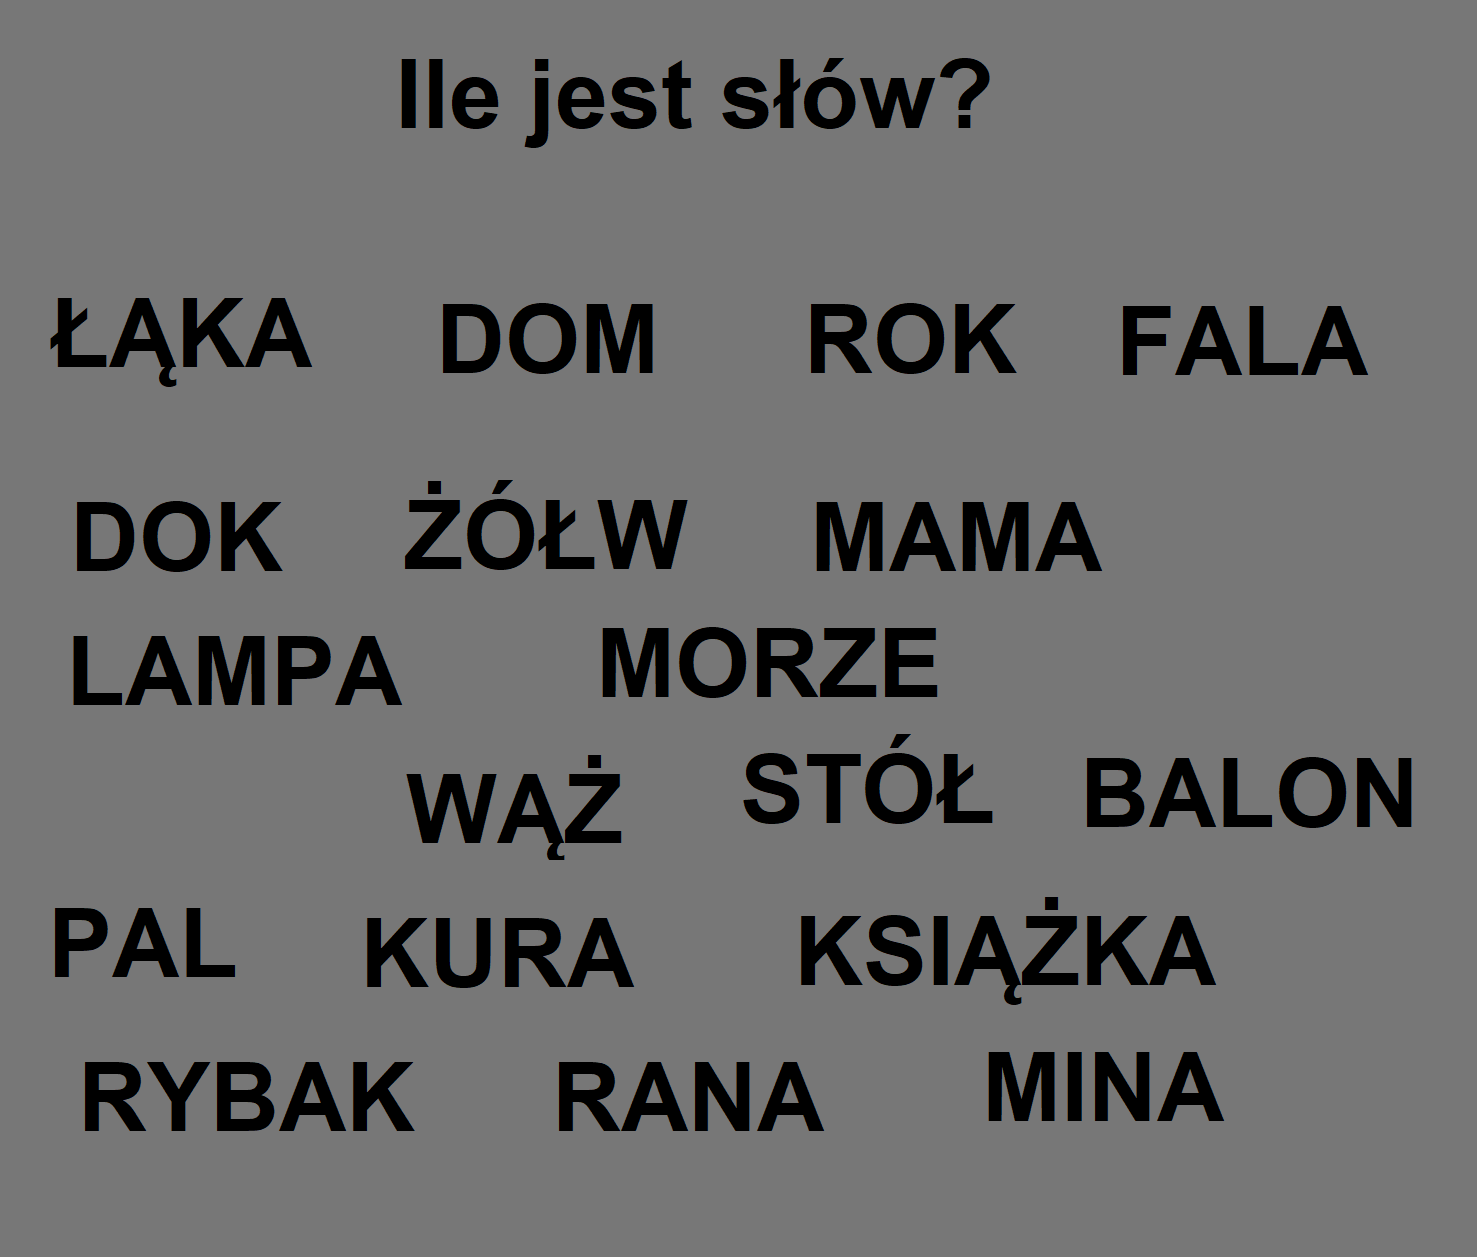 Ile jest słów?
ŁĄKA DOM ROK FALA
DOK ŻÓŁW MAMA
LAMPA MORZE
WĄŻ STÓŁ BALON
PAL KURA KSIĄŻKA
RYBAK RANA MINA